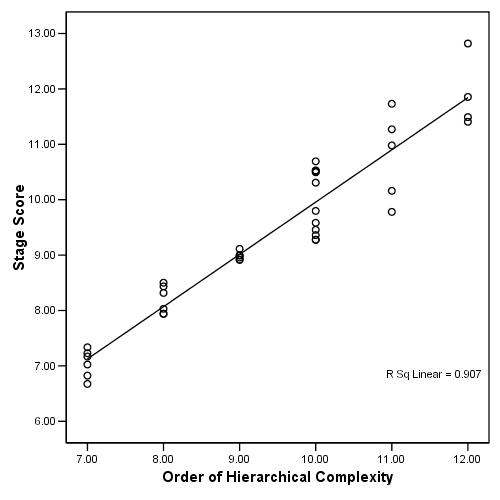 13.00
12.00
11.00
10.00
9.00
8.00
7.00
6.00
Stage Score
R Sq Linear = 0.907
7.00 8.00 9.00 10.00 11.00 12.00
Order of Hierarchical Complexity